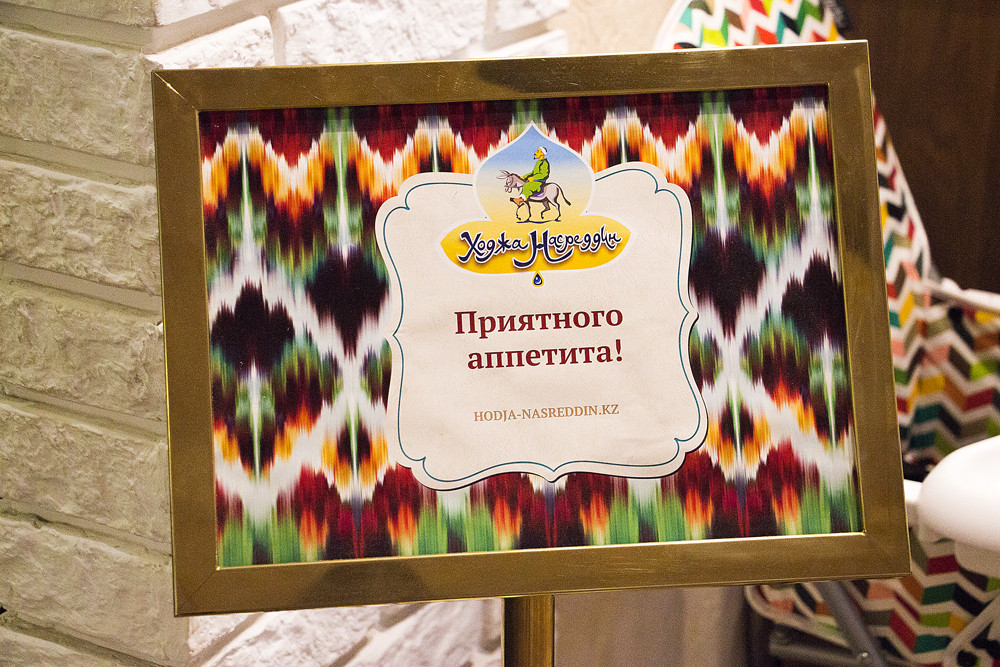 Ходжа Насреддин
Приятного
аппетита!
HODJA-NASREDDIN.KZ